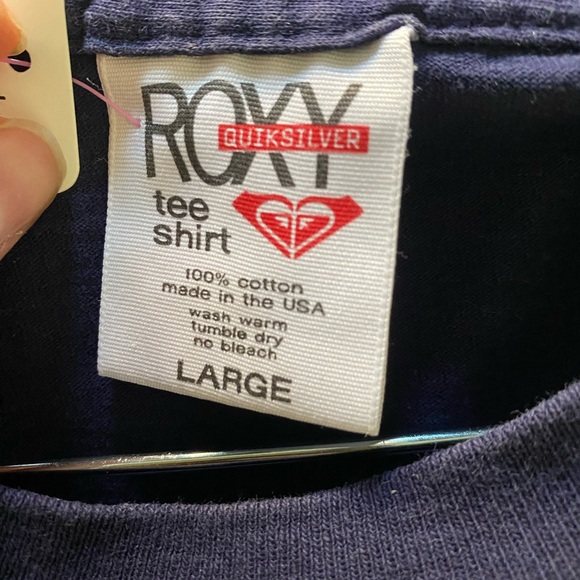 ROXY
QUIKSILVER
tee
shirt
100% cotton
made in the USA
wash warm
tumble dry
no bleach
LARGE